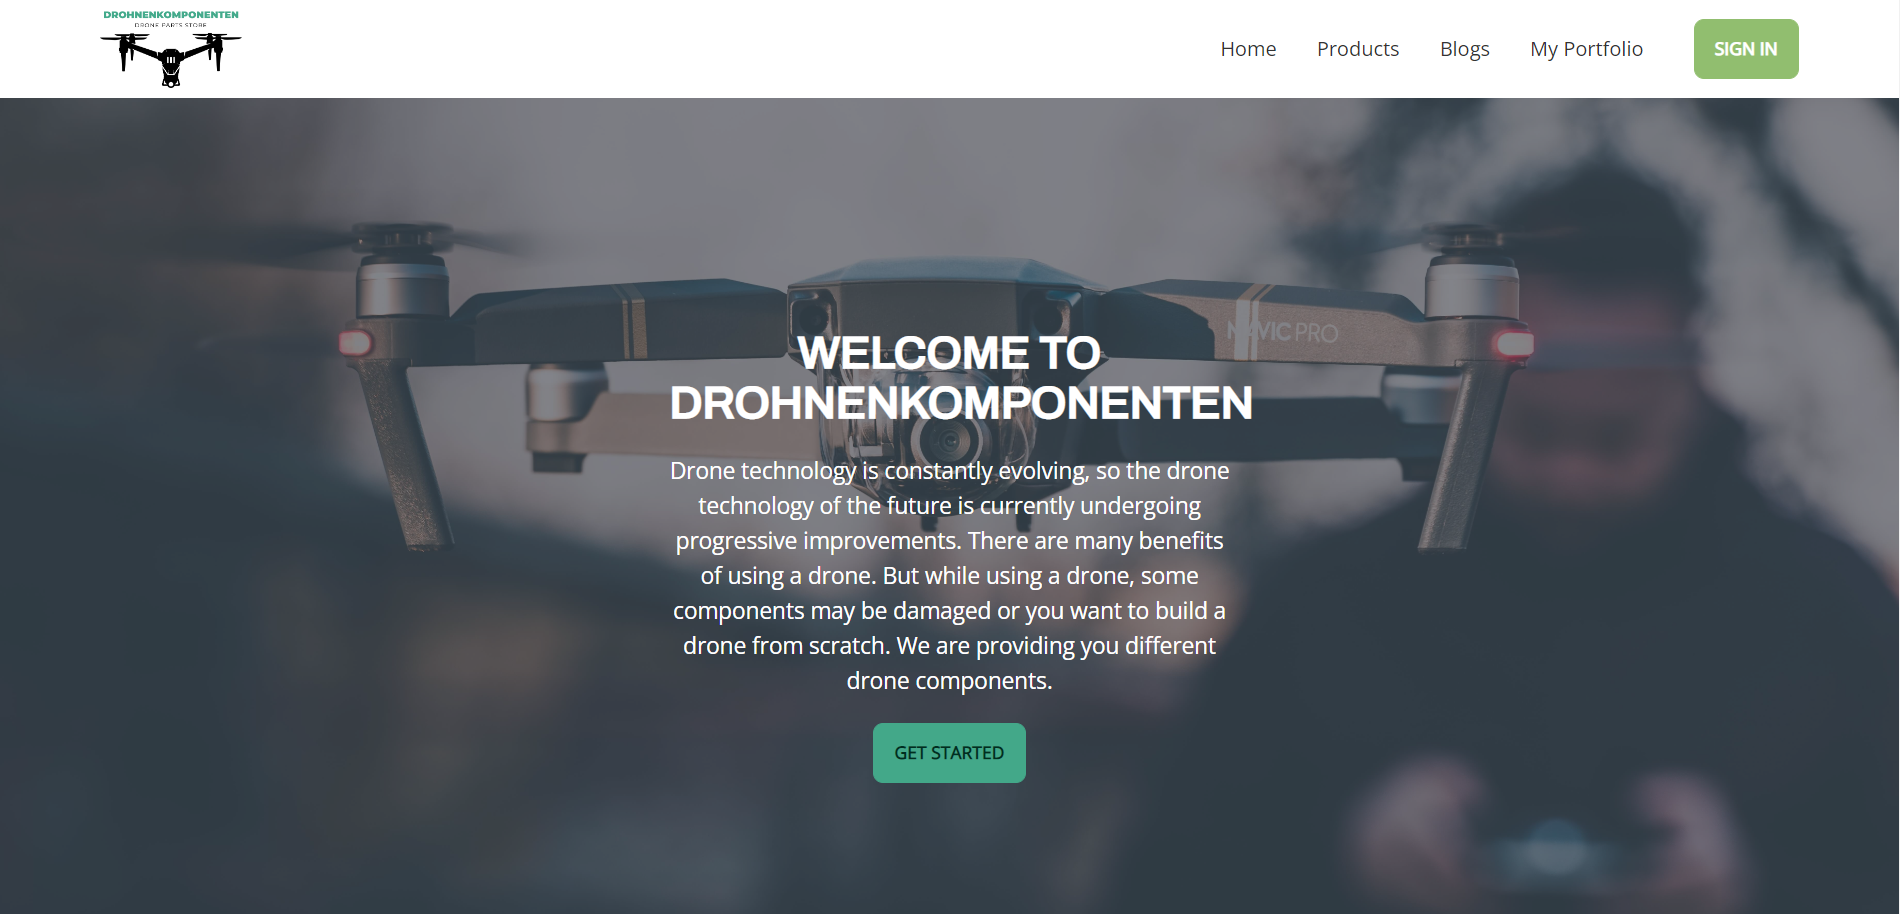 DROHNENKOMPONENTEN
DRONE PARTS STORE
Home
Products
Blogs
My Portfolio
SIGN IN
MAVIC PRO
WELCOME TO
DROHNENKOMPONENTEN
Drone technology is constantly evolving, so the drone
technology of the future is currently undergoing
progressive improvements. There are many benefits
of using a drone. But while using a drone, some
components may be damaged or you want to build a
drone from scratch. We are providing you different
drone components.
GET STARTED